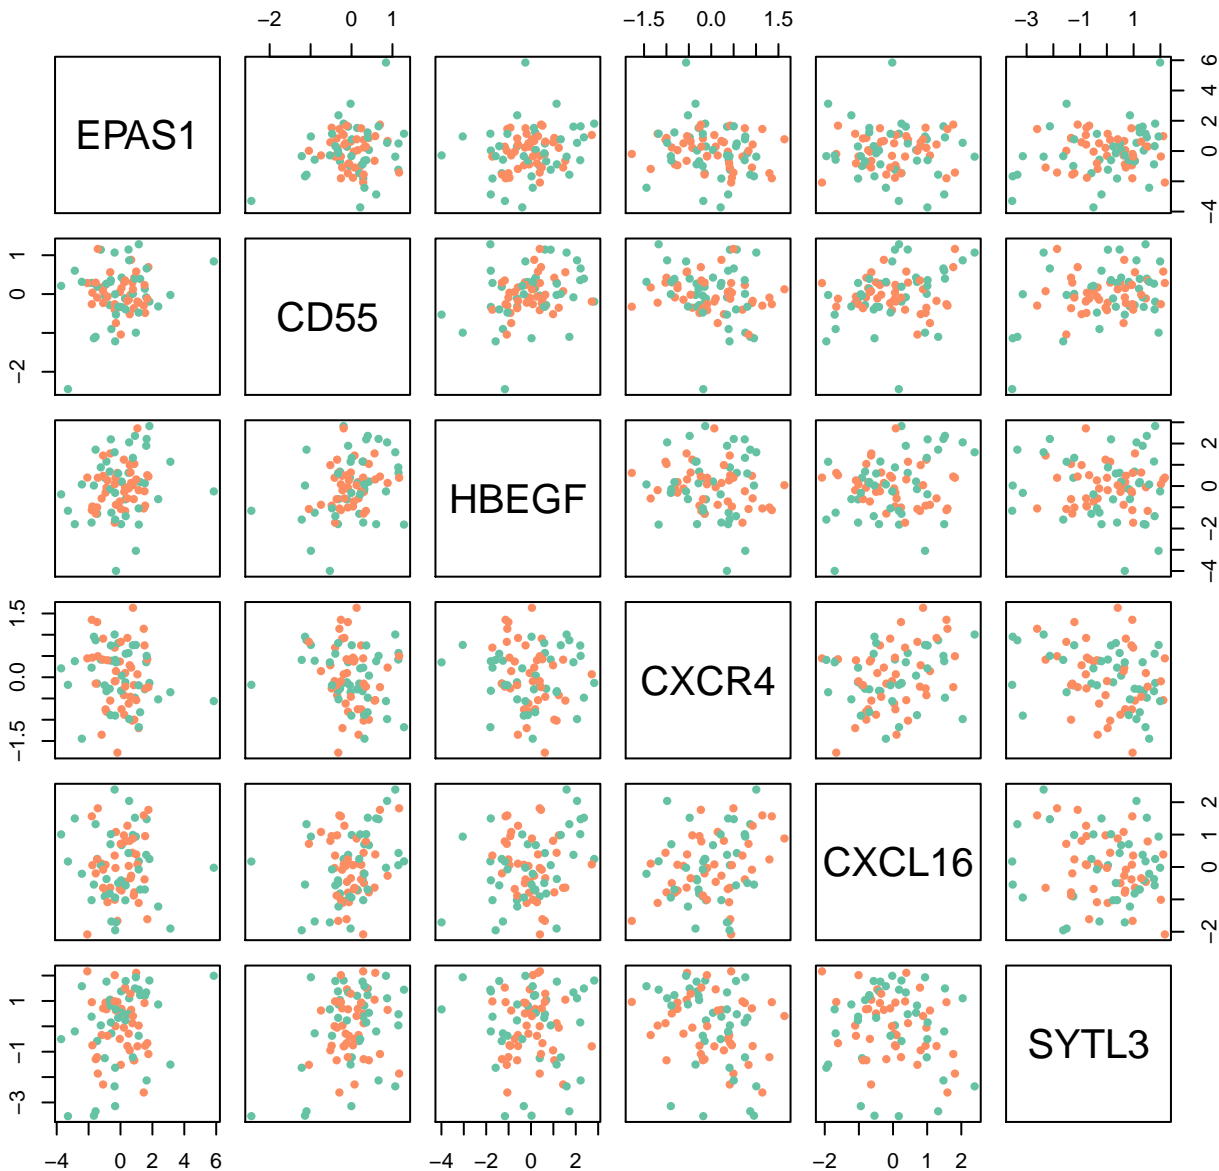 −2 0 1 −1.5 0.0 1.5 −3 −1 1
EPAS1
−4 0 2 4 6
−2 0 1
CD55
HBEGF
−4 −2 0 2
−1.5 0.0 1.5
CXCR4
CXCL16
−2 0 1 2
−3 −1 1
SYTL3
−4 0 2 4 6 −4 −2 0 2 −2 0 1 2